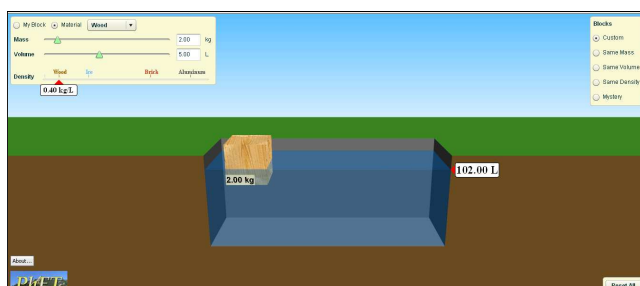 My Block Material Wood
Mass 2.00 kg
Volume 5.00 L
Density Wood Ice Brick Aluminum
0.40 kg/L
Blocks
Custom
Same Mass
Same Volume
Same Density
Mystery
2.00 kg
102.00 L
About...
PhET
Reset All